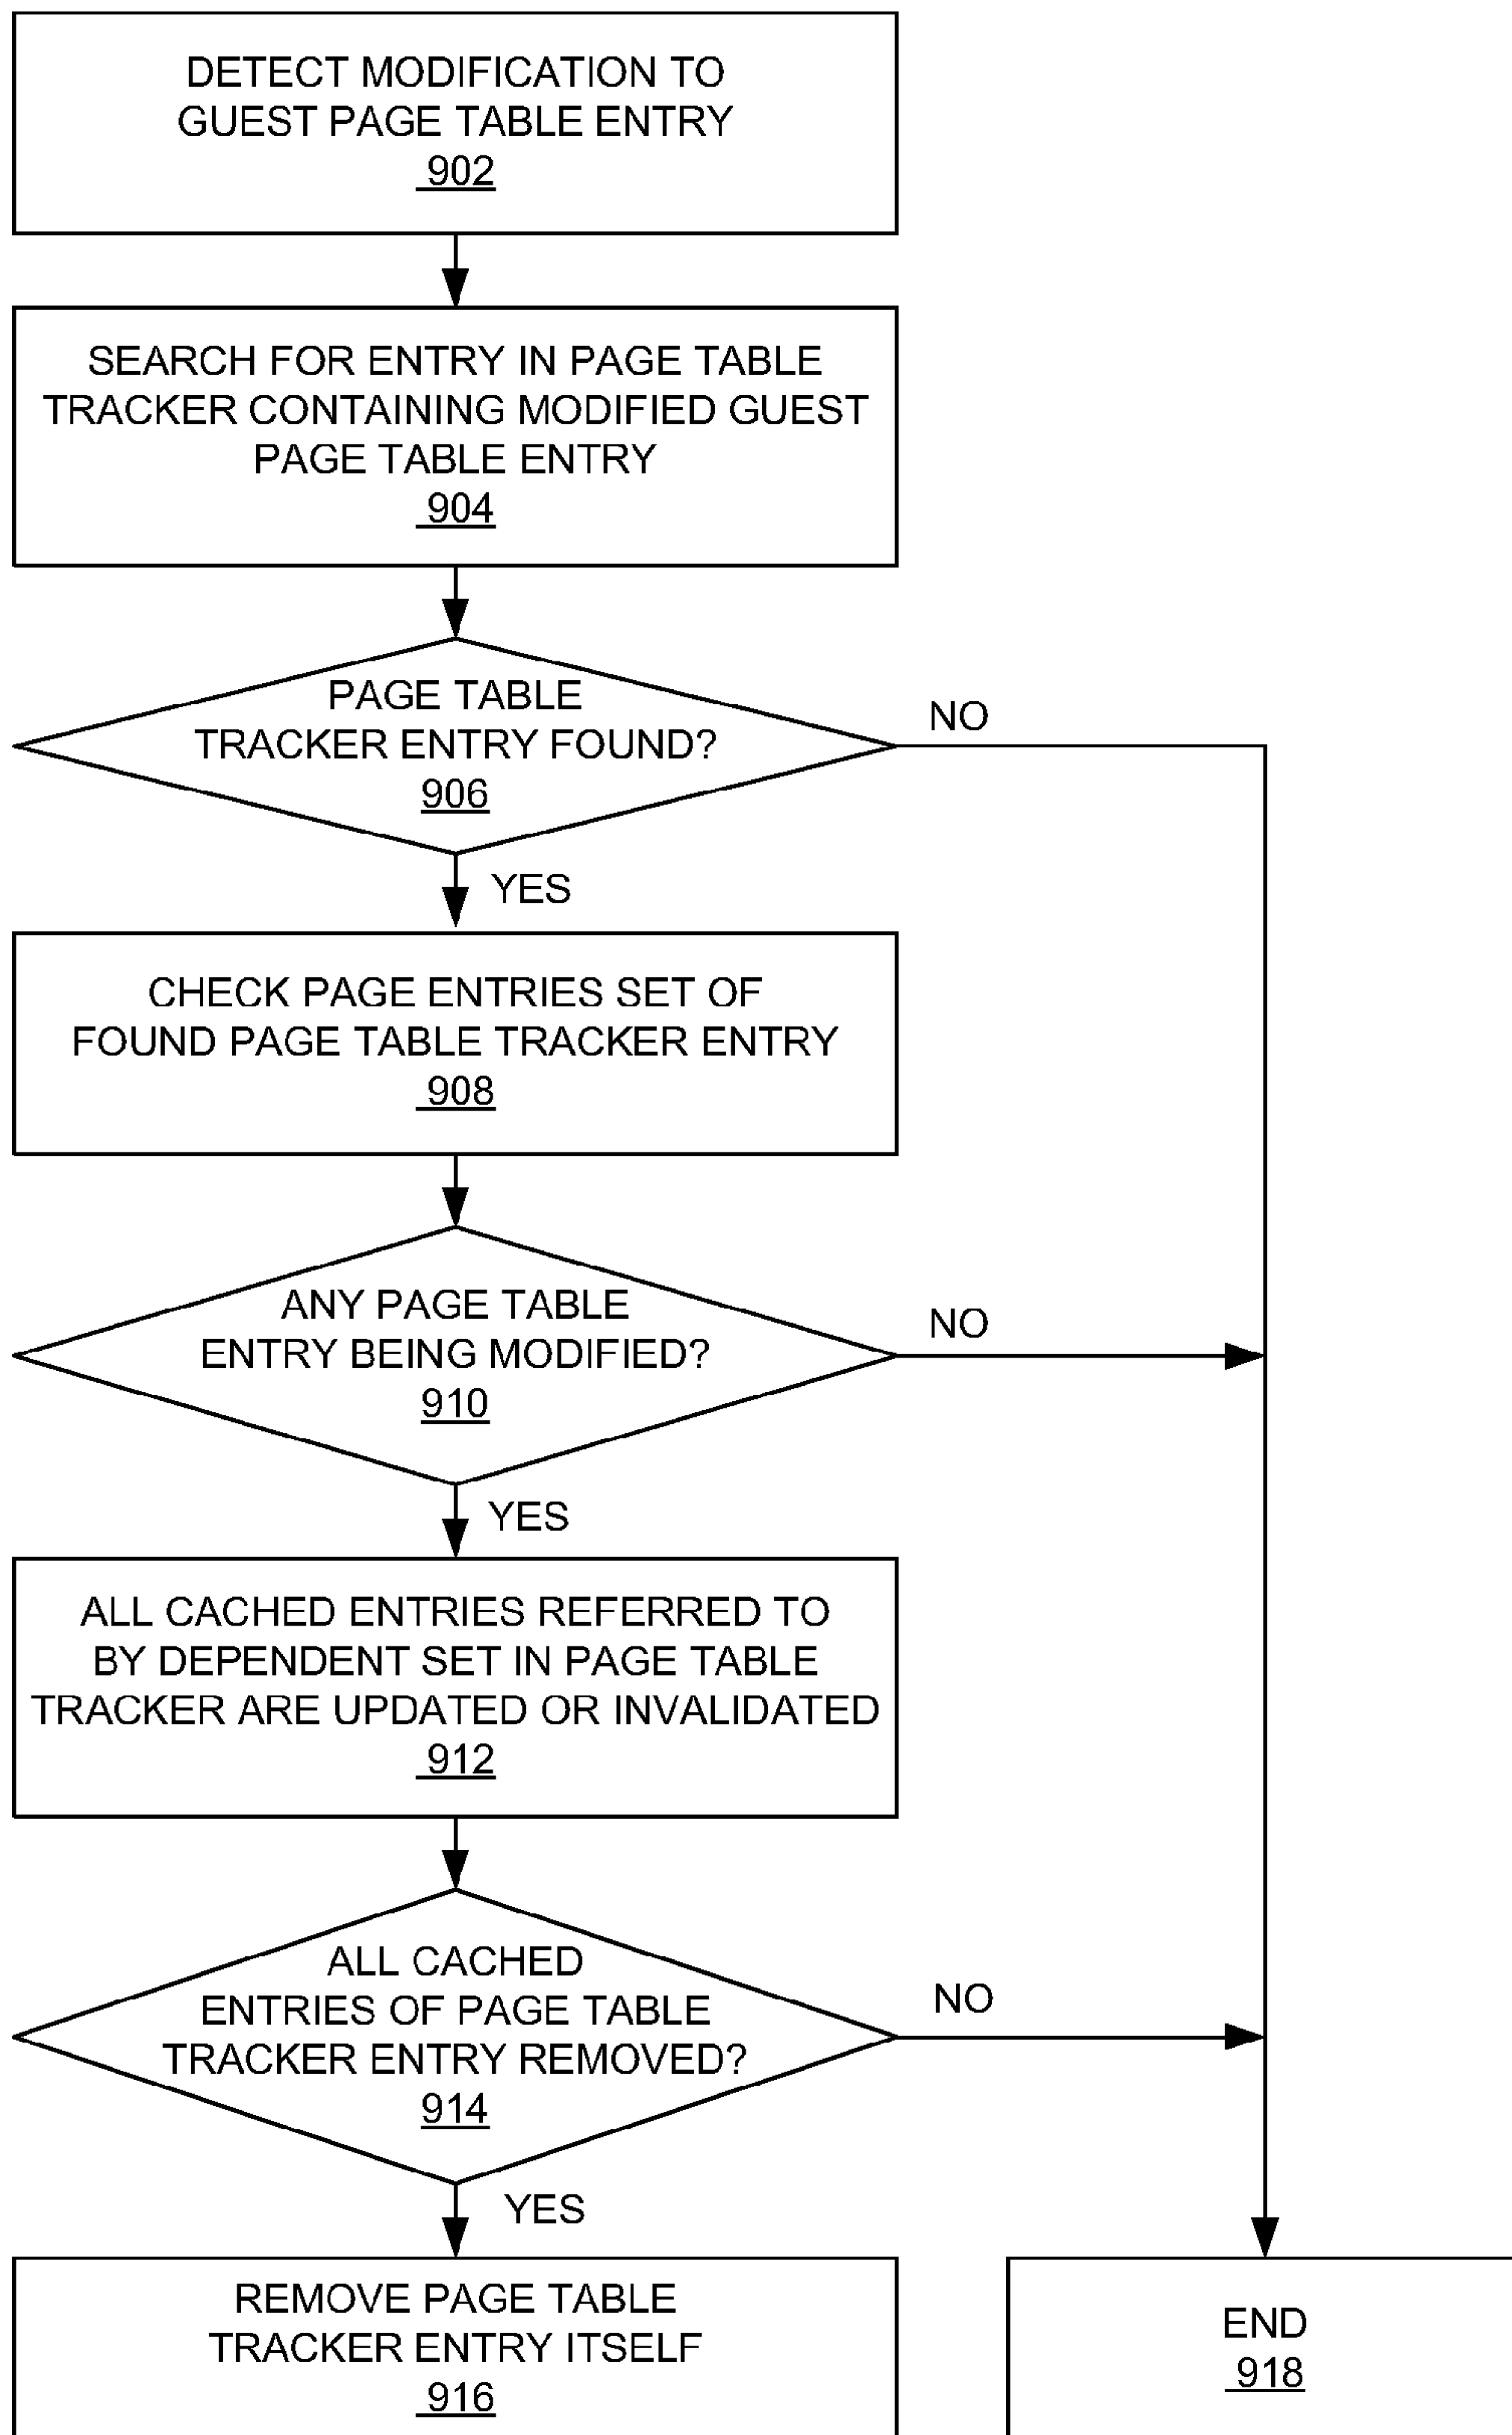 DETECT MODIFICATION TO
GUEST PAGE TABLE ENTRY
902
SEARCH FOR ENTRY IN PAGE TABLE
TRACKER CONTAINING MODIFIED GUEST
PAGE TABLE ENTRY
904
PAGE TABLE
TRACKER ENTRY FOUND?
906
NO
YES
CHECK PAGE ENTRIES SET OF
FOUND PAGE TABLE TRACKER ENTRY
908
ANY PAGE TABLE
ENTRY BEING MODIFIED?
910
NO
YES
ALL CACHED ENTRIES REFERRED TO
BY DEPENDENT SET IN PAGE TABLE
TRACKER ARE UPDATED OR INVALIDATED
912
ALL CACHED
ENTRIES OF PAGE TABLE
TRACKER ENTRY REMOVED?
914
NO
YES
REMOVE PAGE TABLE
TRACKER ENTRY ITSELF
916
END
918